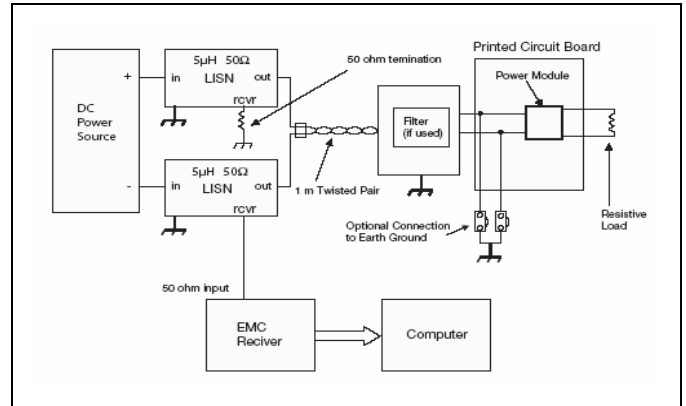 Printed Circuit Board
5µH 50Ω
LISN
in
out
rcvr
50 ohm temination
Power Module
+
DC
Power
Source
-
Filter
(if used)
5µH 50Ω
LISN
in
out
rcvr
1 m Twisted Pair
Optional Connection
to Earth Ground
Resistive
Load
50 ohm input
EMC
Reciver
Computer